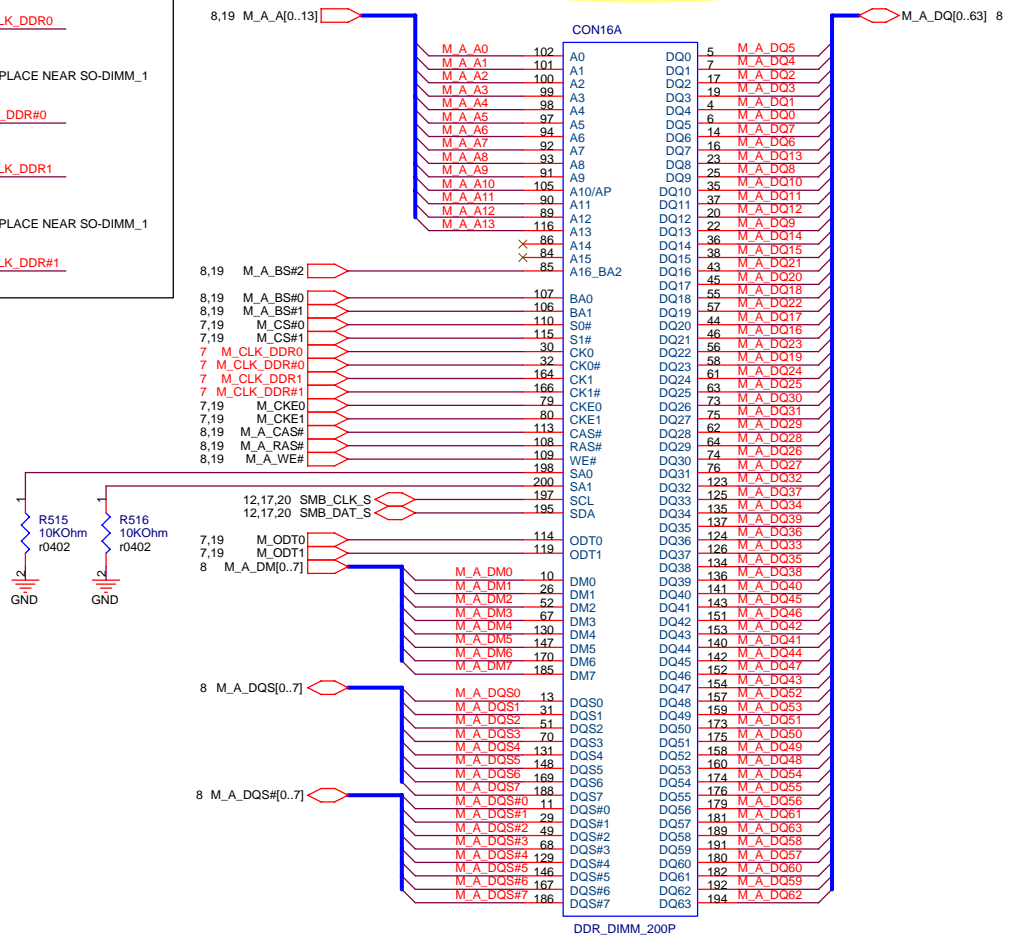 LK_DDR0
PLACE NEAR SO-DIMM_1
_DDR#0
LK_DDR1
PLACE NEAR SO-DIMM_1
LK_DDR#1
8,19 M_A_A[0..13]
CON16A
M_A_DQ[0..63] 8
M_A_A0 102 A0
M_A_A1 101 A1
M_A_A2 100 A2
M_A_A3 99 A3
M_A_A4 98 A4
M_A_A5 97 A5
M_A_A6 94 A6
M_A_A7 92 A7
M_A_A8 93 A8
M_A_A9 91 A9
M_A_A10 105 A10/AP
M_A_A11 90 A11
M_A_A12 89 A12
M_A_A13 116 A13
86 A14
84 A15
8,19 M_A_BS#2 85 A16_BA2
8,19 M_A_BS#0 107 BA0
8,19 M_A_BS#1 106 BA1
7,19 M_CS#0 110 S0#
7,19 M_CS#1 115 S1#
7 M_CLK_DDR0 30 CK0
7 M_CLK_DDR#0 32 CK0#
7 M_CLK_DDR1 164 CK1
7 M_CLK_DDR#1 166 CK1#
7,19 M_CKE0 79 CKE0
7,19 M_CKE1 80 CKE1
8,19 M_A_CAS# 113 CAS#
8,19 M_A_RAS# 108 RAS#
8,19 M_A_WE# 109 WE#
198 SA0
200 SA1
12,17,20 SMB_CLK_S 197 SCL
12,17,20 SMB_DAT_S 195 SDA
1
R515
10KOhm
r0402
2
GND
1
R516
10KOhm
r0402
2
GND
7,19 M_ODT0 114 ODT0
7,19 M_ODT1 119 ODT1
8 M_A_DM[0..7]
M_A_DM0 10 DM0
M_A_DM1 26 DM1
M_A_DM2 52 DM2
M_A_DM3 67 DM3
M_A_DM4 130 DM4
M_A_DM5 147 DM5
M_A_DM6 170 DM6
M_A_DM7 185 DM7
8 M_A_DQS[0..7]
M_A_DQS0 13 DQS0
M_A_DQS1 31 DQS1
M_A_DQS2 51 DQS2
M_A_DQS3 70 DQS3
M_A_DQS4 131 DQS4
M_A_DQS5 148 DQS5
M_A_DQS6 169 DQS6
M_A_DQS7 188 DQS7
8 M_A_DQS#[0..7]
M_A_DQS#0 11 DQS#0
M_A_DQS#1 29 DQS#1
M_A_DQS#2 49 DQS#2
M_A_DQS#3 68 DQS#3
M_A_DQS#4 129 DQS#4
M_A_DQS#5 146 DQS#5
M_A_DQS#6 167 DQS#6
M_A_DQS#7 186 DQS#7
DQ0 5 M_A_DQ5
DQ1 7 M_A_DQ4
DQ2 17 M_A_DQ2
DQ3 19 M_A_DQ3
DQ4 4 M_A_DQ1
DQ5 6 M_A_DQ0
DQ6 14 M_A_DQ7
DQ7 16 M_A_DQ6
DQ8 23 M_A_DQ13
DQ9 25 M_A_DQ8
DQ10 35 M_A_DQ10
DQ11 37 M_A_DQ11
DQ12 20 M_A_DQ12
DQ13 22 M_A_DQ9
DQ14 36 M_A_DQ14
DQ15 38 M_A_DQ15
DQ16 43 M_A_DQ21
DQ17 45 M_A_DQ20
DQ18 55 M_A_DQ18
DQ19 57 M_A_DQ22
DQ20 44 M_A_DQ17
DQ21 46 M_A_DQ16
DQ22 56 M_A_DQ23
DQ23 58 M_A_DQ19
DQ24 61 M_A_DQ24
DQ25 63 M_A_DQ25
DQ26 73 M_A_DQ30
DQ27 75 M_A_DQ31
DQ28 62 M_A_DQ29
DQ29 64 M_A_DQ28
DQ30 74 M_A_DQ26
DQ31 76 M_A_DQ27
DQ32 123 M_A_DQ32
DQ33 125 M_A_DQ37
DQ34 135 M_A_DQ34
DQ35 137 M_A_DQ39
DQ36 124 M_A_DQ36
DQ37 126 M_A_DQ33
DQ38 134 M_A_DQ35
DQ39 136 M_A_DQ38
DQ40 141 M_A_DQ40
DQ41 143 M_A_DQ45
DQ42 151 M_A_DQ46
DQ43 153 M_A_DQ42
DQ44 140 M_A_DQ41
DQ45 142 M_A_DQ44
DQ46 152 M_A_DQ47
DQ47 154 M_A_DQ43
DQ48 157 M_A_DQ52
DQ49 159 M_A_DQ53
DQ50 173 M_A_DQ51
DQ51 175 M_A_DQ50
DQ52 158 M_A_DQ49
DQ53 160 M_A_DQ48
DQ54 174 M_A_DQ54
DQ55 176 M_A_DQ55
DQ56 179 M_A_DQ56
DQ57 181 M_A_DQ61
DQ58 189 M_A_DQ63
DQ59 191 M_A_DQ58
DQ60 180 M_A_DQ57
DQ61 182 M_A_DQ60
DQ62 192 M_A_DQ59
DQ63 194 M_A_DQ62
DDR_DIMM_200P